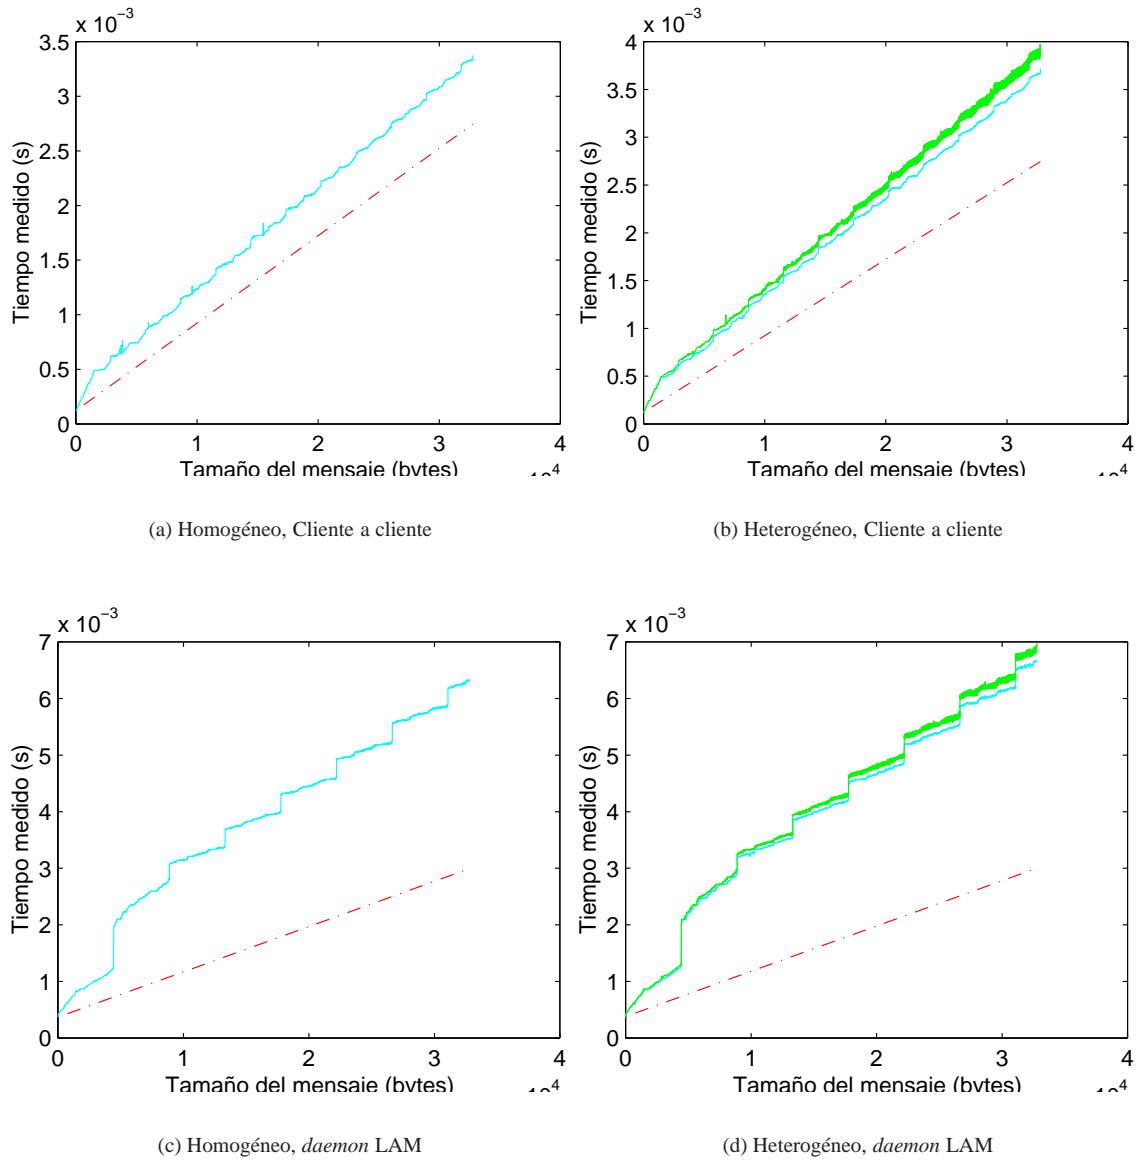 x 10⁻³
3.5
3
2.5
2
1.5
1
0.5
0
Tiempo medido (s)
0 1 2 3 4
Tamaño del mensaje (bytes)
10⁴
(a) Homogéneo, Cliente a cliente
x 10⁻³
4
3.5
3
2.5
2
1.5
1
0.5
0
Tiempo medido (s)
0 1 2 3 4
Tamaño del mensaje (bytes)
10⁴
(b) Heterogéneo, Cliente a cliente
x 10⁻³
7
6
5
4
3
2
1
0
Tiempo medido (s)
0 1 2 3 4
Tamaño del mensaje (bytes)
10⁴
(c) Homogéneo, daemon LAM
x 10⁻³
7
6
5
4
3
2
1
0
Tiempo medido (s)
0 1 2 3 4
Tamaño del mensaje (bytes)
10⁴
(d) Heterogéneo, daemon LAM